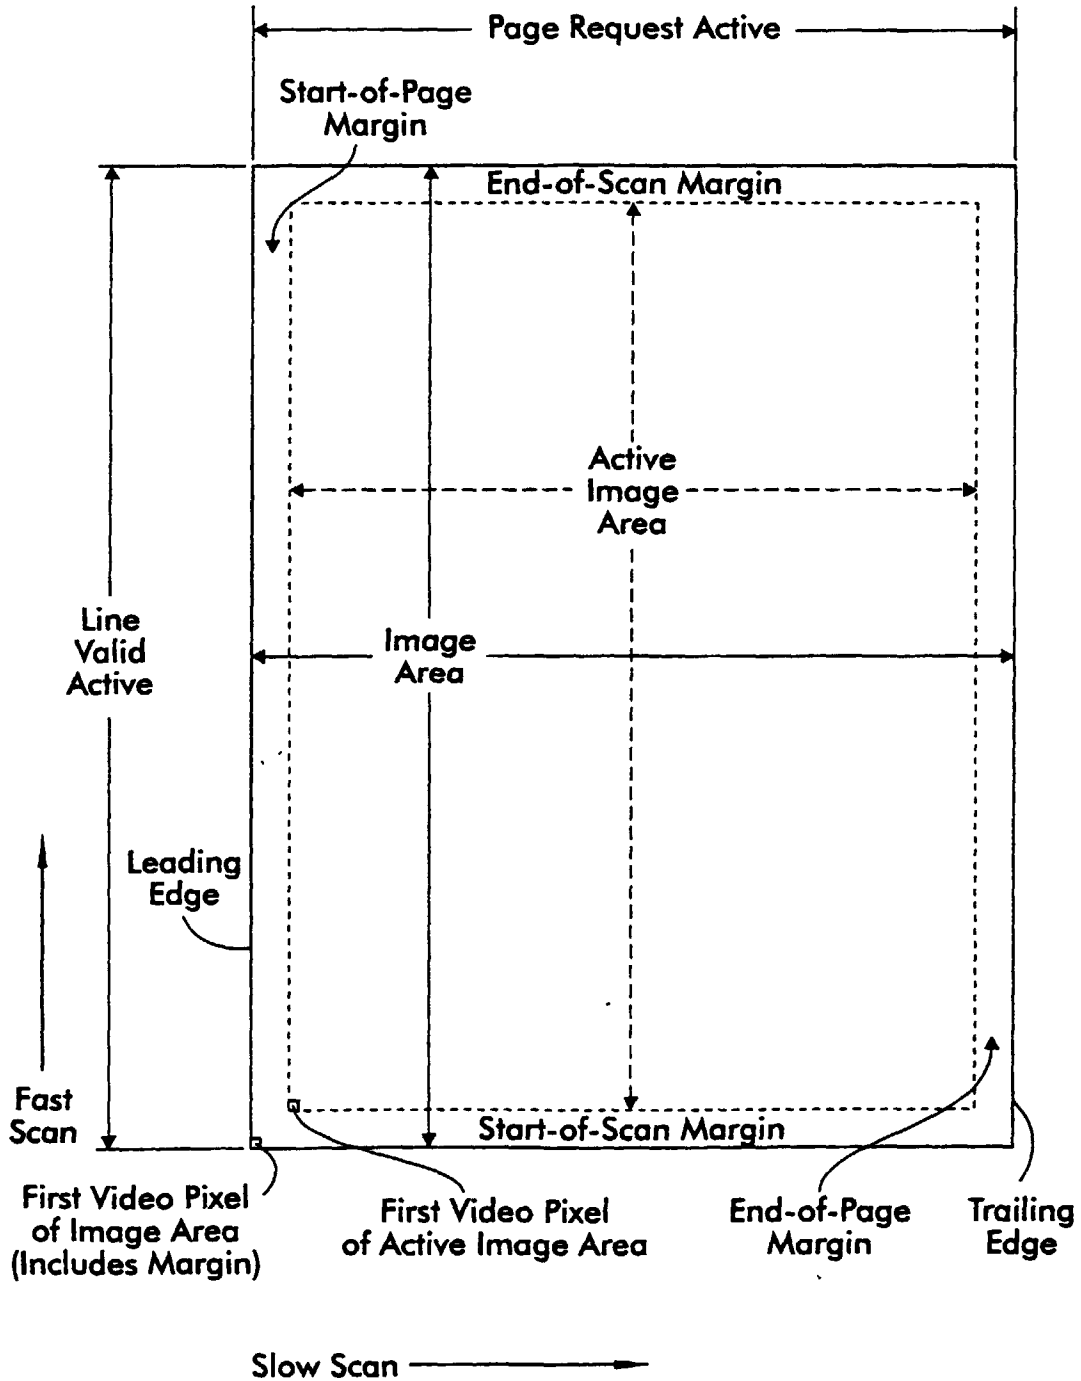 Page Request Active
Start-of-Page
Margin
End-of-Scan Margin
Active
Image
Area
Line
Valid
Active
Image
Area
Leading
Edge
Fast
Scan
Start-of-Scan Margin
First Video Pixel
of Image Area
(Includes Margin)
First Video Pixel
of Active Image Area
End-of-Page
Margin
Trailing
Edge
Slow Scan